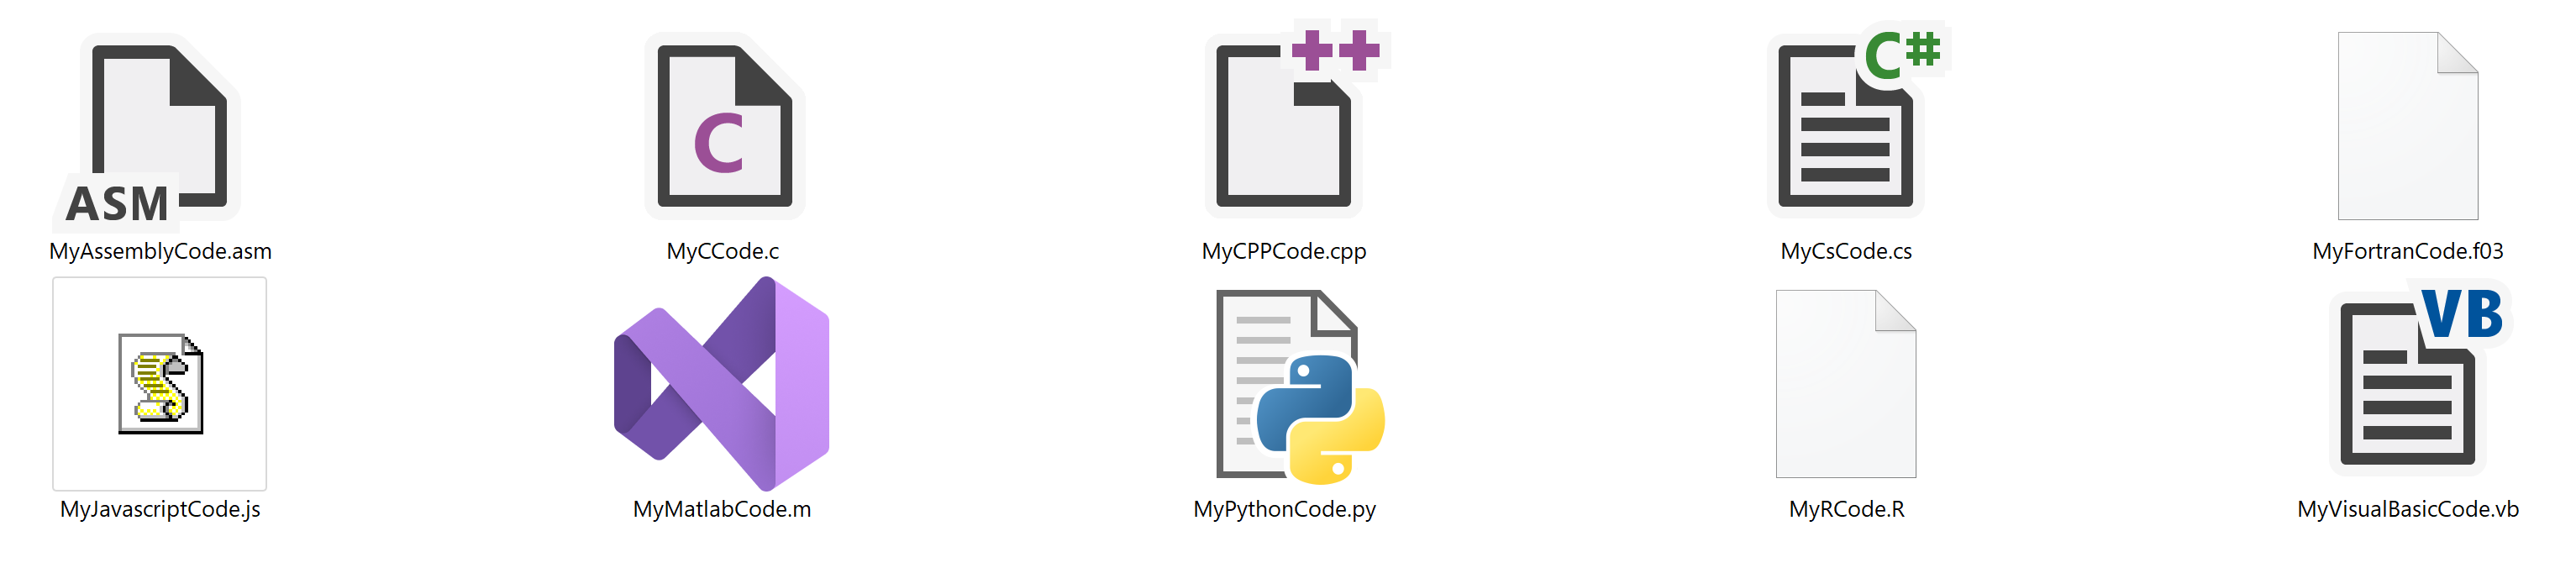 ASM
C
++
C#
MyAssemblyCode.asm
MyCCode.c
MyCPPCode.cpp
MyCsCode.cs
MyFortranCode.f03
VB
MyJavascriptCode.js
MyMatlabCode.m
MyPythonCode.py
MyRCode.R
MyVisualBasicCode.vb